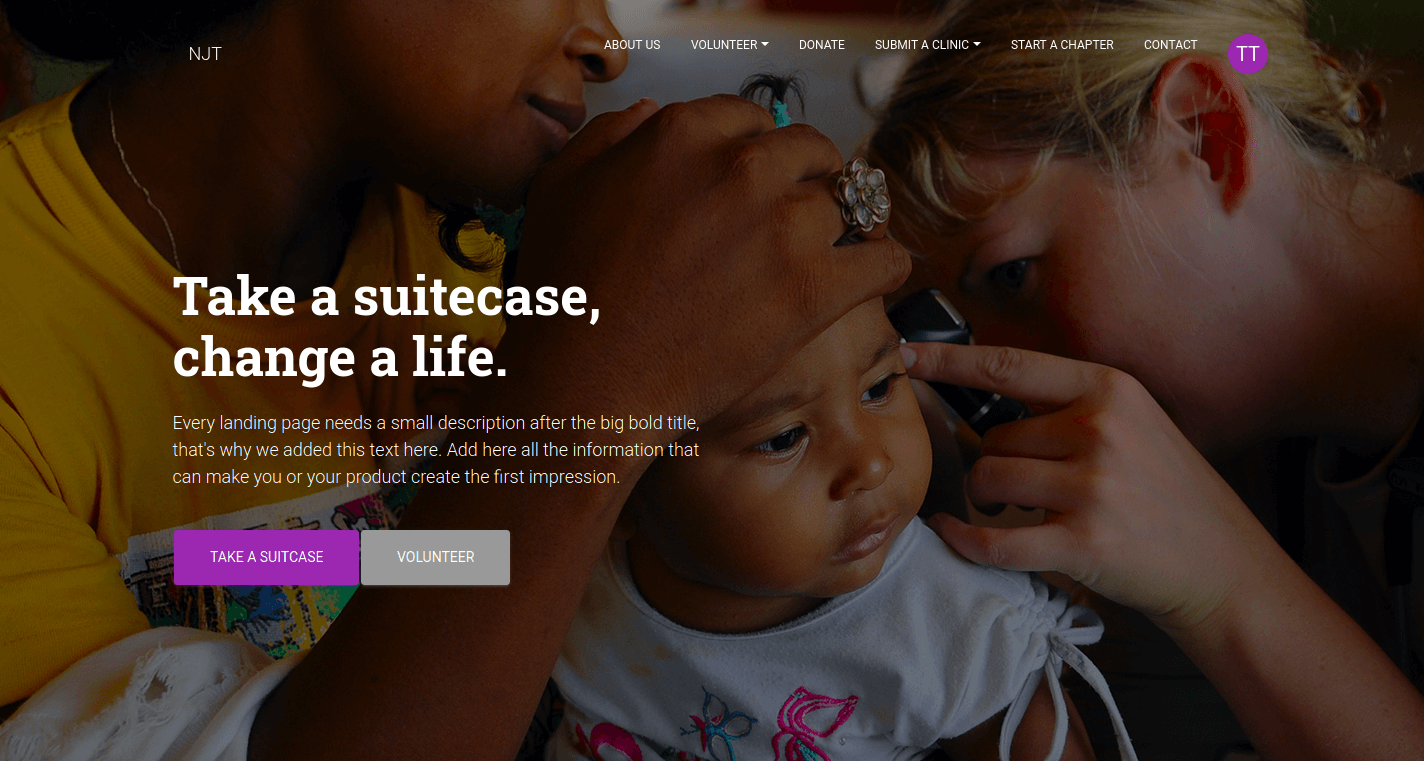 NJT
ABOUT US
VOLUNTEER
DONATE
SUBMIT A CLINIC
START A CHAPTER
CONTACT
TT
Take a suitecase,
change a life.
Every landing page needs a small description after the big bold title,
that's why we added this text here. Add here all the information that
can make you or your product create the first impression.
TAKE A SUITCASE
VOLUNTEER